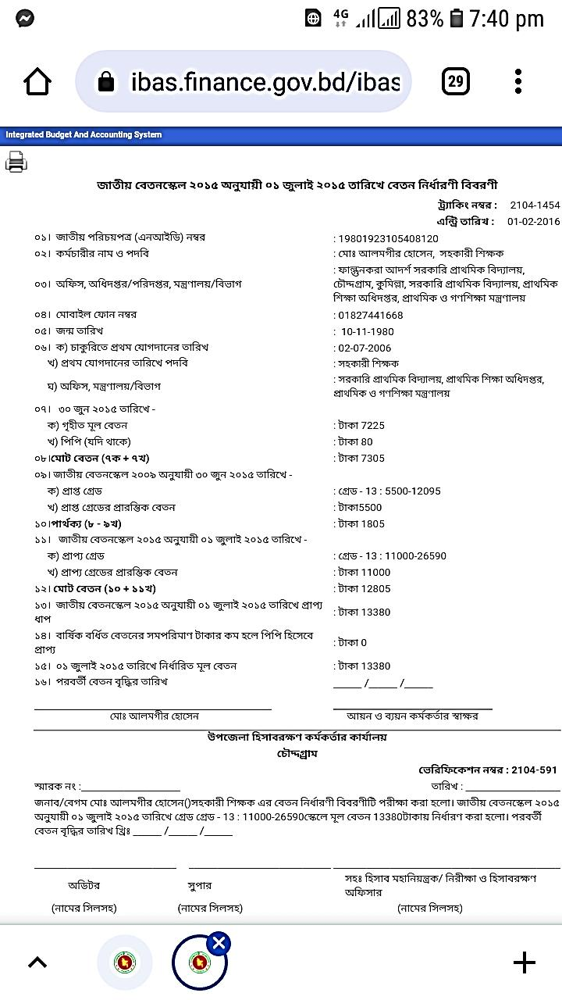 4G 83% 7:40 pm
ibas.finance.gov.bd/ibas
29
Integrated Budget And Accounting System
জাতীয় বেতনস্কেল ২০১৫ অনুযায়ী ০১ জুলাই ২০১৫ তারিখে বেতন নির্ধারণী বিবরণী
ট্র্যাকিং নম্বর : 2104-1454
এন্ট্রি তারিখ : 01-02-2016
০১। জাতীয় পরিচয়পত্র (এনআইডি) নম্বর : 19801923105408120
০২। কর্মচারীর নাম ও পদবি : মোঃ আলমগীর হোসেন, সহকারী শিক্ষক
০৩। অফিস, অধিদপ্তর/পরিদপ্তর, মন্ত্রণালয়/বিভাগ : ফাল্গুনকরা আদর্শ সরকারি প্রাথমিক বিদ্যালয়,
চৌদ্দগ্রাম, কুমিল্লা, সরকারি প্রাথমিক বিদ্যালয়, প্রাথমিক
শিক্ষা অধিদপ্তর, প্রাথমিক ও গণশিক্ষা মন্ত্রণালয়
০৪। মোবাইল ফোন নম্বর : 01827441668
০৫। জন্ম তারিখ : 10-11-1980
০৬। ক) চাকুরিতে প্রথম যোগদানের তারিখ : 02-07-2006
খ) প্রথম যোগদানের তারিখে পদবি : সহকারী শিক্ষক
ঘ) অফিস, মন্ত্রণালয়/বিভাগ : সরকারি প্রাথমিক বিদ্যালয়, প্রাথমিক শিক্ষা অধিদপ্তর,
প্রাথমিক ও গণশিক্ষা মন্ত্রণালয়
০৭। ৩০ জুন ২০১৫ তারিখে -
ক) গৃহীত মূল বেতন : টাকা 7225
খ) পিপি (যদি থাকে) : টাকা 80
০৮।মোট বেতন (৭ক + ৭খ) : টাকা 7305
০৯। জাতীয় বেতনস্কেল ২০০৯ অনুযায়ী ৩০ জুন ২০১৫ তারিখে -
ক) প্রাপ্ত গ্রেড : গ্রেড - 13 : 5500-12095
খ) প্রাপ্ত গ্রেডের প্রারম্ভিক বেতন : টাকা5500
১০।পার্থক্য (৮ - ৯খ) : টাকা 1805
১১। জাতীয় বেতনস্কেল ২০১৫ অনুযায়ী ০১ জুলাই ২০১৫ তারিখে -
ক) প্রাপ্য গ্রেড : গ্রেড - 13 : 11000-26590
খ) প্রাপ্য গ্রেডের প্রারম্ভিক বেতন : টাকা 11000
১২। মোট বেতন (১০ + ১১খ) : টাকা 12805
১৩। জাতীয় বেতনস্কেল ২০১৫ অনুযায়ী ০১ জুলাই ২০১৫ তারিখে প্রাপ্য
ধাপ : টাকা 13380
১৪। বার্ষিক বর্ধিত বেতনের সমপরিমাণ টাকার কম হলে পিপি হিসেবে
প্রাপ্য : টাকা 0
১৫। ০১ জুলাই ২০১৫ তারিখে নির্ধারিত মূল বেতন : টাকা 13380
১৬। পরবর্তী বেতন বৃদ্ধির তারিখ _____ /_____ /_____
মোঃ আলমগীর হোসেন আয়ন ও ব্যয়ন কর্মকর্তার স্বাক্ষর
উপজেলা হিসাবরক্ষণ কর্মকর্তার কার্যালয়
চৌদ্দগ্রাম
ভেরিফিকেশন নম্বর : 2104-591
স্মারক নং :__________ তারিখ : __________
জনাব/বেগম মোঃ আলমগীর হোসেন()সহকারী শিক্ষক এর বেতন নির্ধারণী বিবরণীটি পরীক্ষা করা হলো। জাতীয় বেতনস্কেল ২০১৫
অনুযায়ী ০১ জুলাই ২০১৫ তারিখে গ্রেড গ্রেড - 13 : 11000-26590স্কেলে মূল বেতন 13380টাকায় নির্ধারণ করা হলো। পরবর্তী
বেতন বৃদ্ধির তারিখ খ্রিঃ _____ /_____ /_____
অডিটর সুপার সহঃ হিসাব মহানিয়ন্ত্রক/ নিরীক্ষা ও হিসাবরক্ষণ
অফিসার
(নামের সিলসহ) (নামের সিলসহ) (নামের সিলসহ)